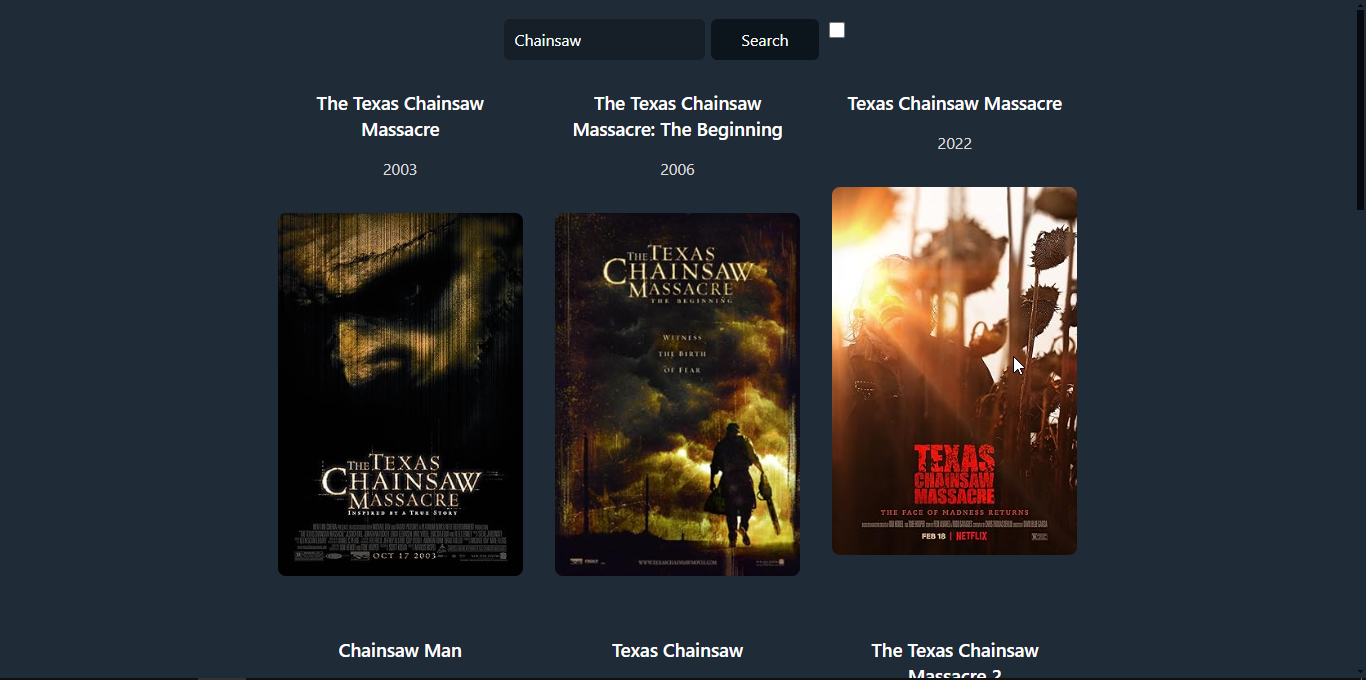 Chainsaw
Search
The Texas Chainsaw
Massacre
2003
The Texas Chainsaw
Massacre: The Beginning
2006
Texas Chainsaw Massacre
2022
THE TEXAS
CHAINSAW
MASSACRE
INSPIRED BY A TRUE STORY
OCT 17 2003
THE TEXAS
CHAINSAW
MASSACRE
THE BEGINNING
WITNESS
THE BIRTH
OF FEAR
WWW.TEXASCHAINSAWMOVIE.COM
TEXAS
CHAINSAW
MASSACRE
THE FACE OF MADNESS RETURNS
FEB 18 | NETFLIX
Chainsaw Man
Texas Chainsaw
The Texas Chainsaw
Massacre 2